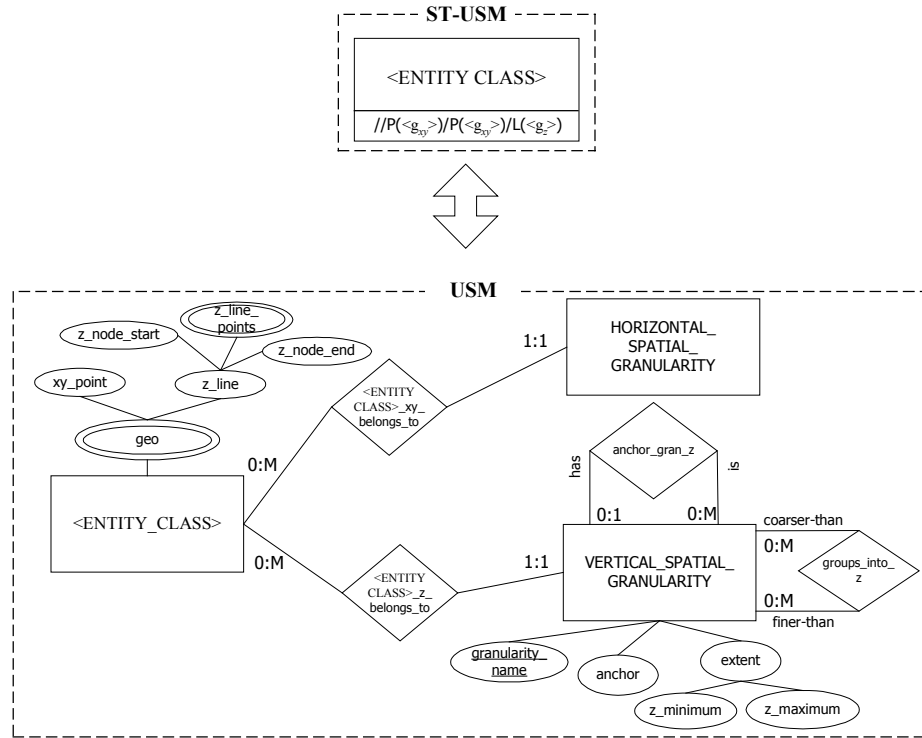 ST-USM
<ENTITY CLASS>
//P(<gxy>)/P(<gxy>)/L(<gz>)
USM
z_line_
points
z_node_start
z_node_end
xy_point
z_line
geo
<ENTITY_CLASS>
0:M
0:M
<ENTITY
CLASS>_xy_
belongs_to
1:1
HORIZONTAL_
SPATIAL_
GRANULARITY
anchor_gran_z
has
is
0:1
0:M
<ENTITY
CLASS>_z_
belongs_to
1:1
VERTICAL_SPATIAL_
GRANULARITY
coarser-than
0:M
groups_into_
z
0:M
finer-than
granularity_
name
anchor
extent
z_minimum
z_maximum